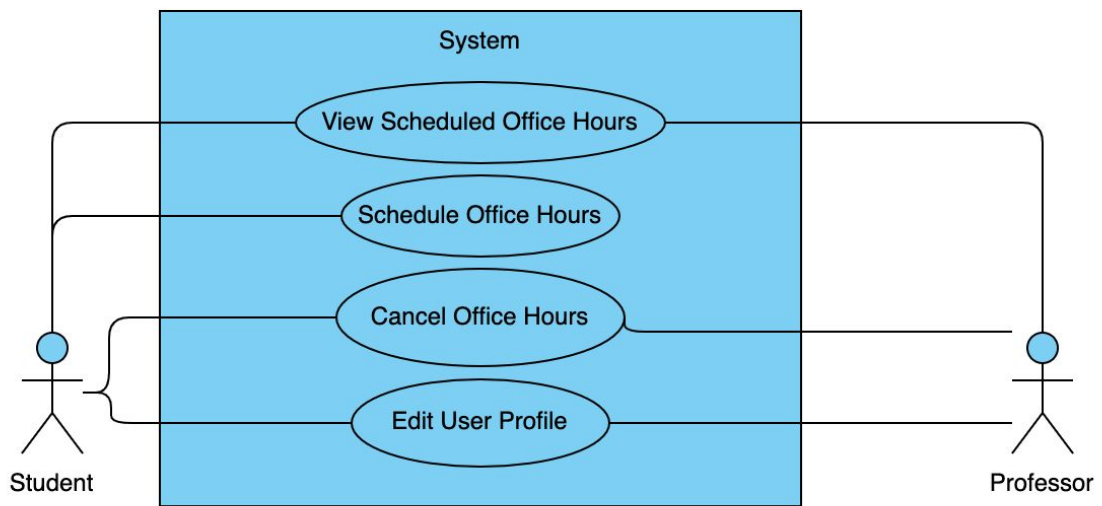 System
View Scheduled Office Hours
Schedule Office Hours
Cancel Office Hours
Edit User Profile
Student
Professor